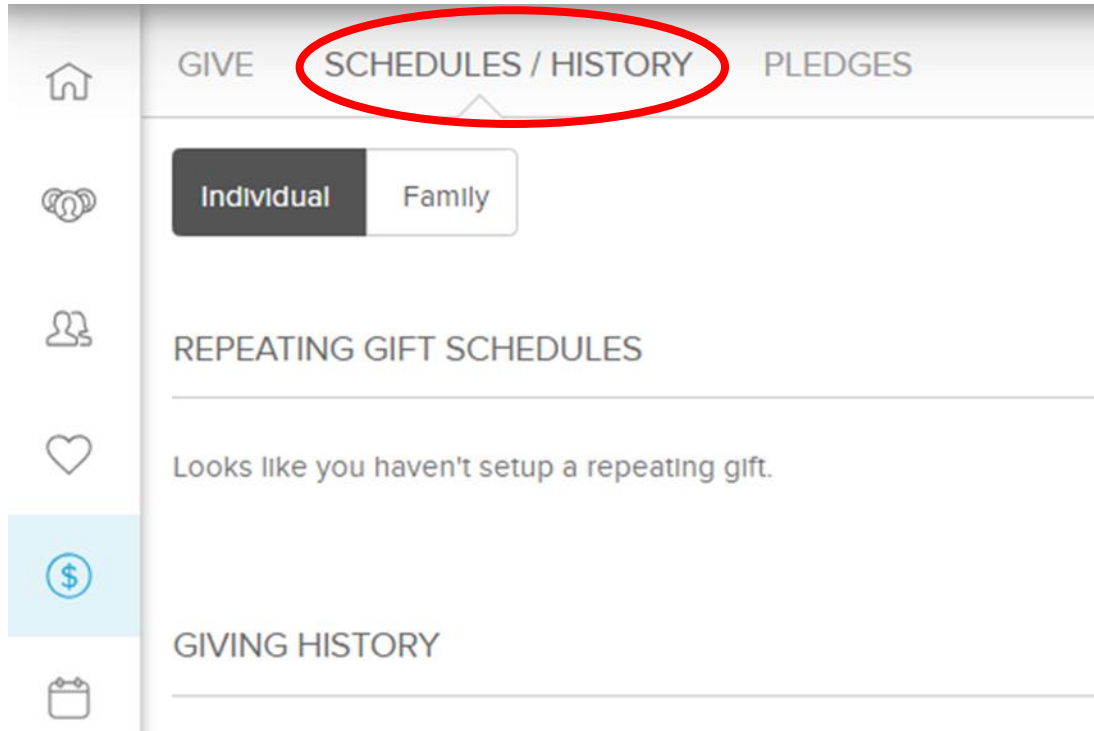 GIVE SCHEDULES / HISTORY PLEDGES
Individual Family
REPEATING GIFT SCHEDULES
Looks like you haven't setup a repeating gift.
$
GIVING HISTORY